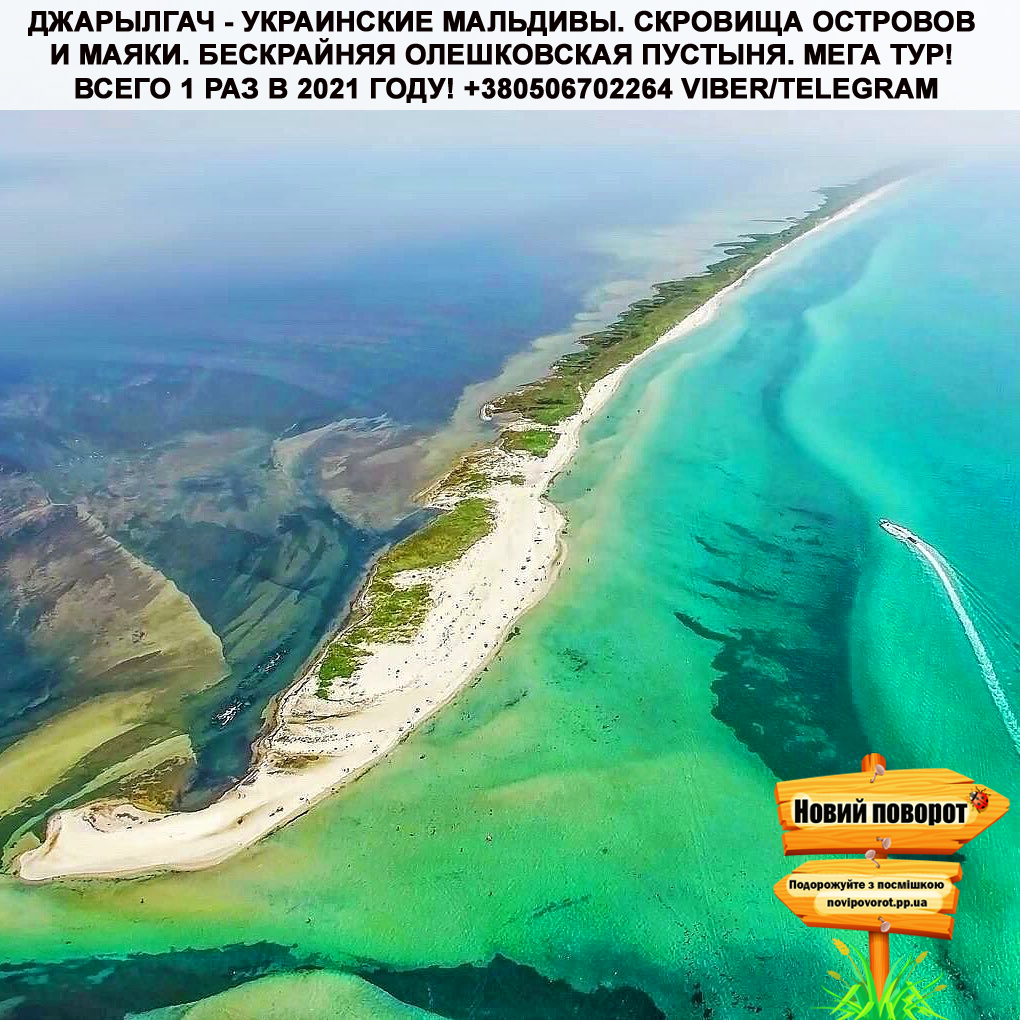 ДЖАРЫЛГАЧ - УКРАИНСКИЕ МАЛЬДИВЫ. СКРОВИЩА ОСТРОВОВ
И МАЯКИ. БЕСКРАЙНЯЯ ОЛЕШКОВСКАЯ ПУСТЫНЯ. МЕГА ТУР!
ВСЕГО 1 РАЗ В 2021 ГОДУ! +380506702264 VIBER/TELEGRAM
Новий поворот
Подорожуйте з посмішкою
novipovorot.pp.ua